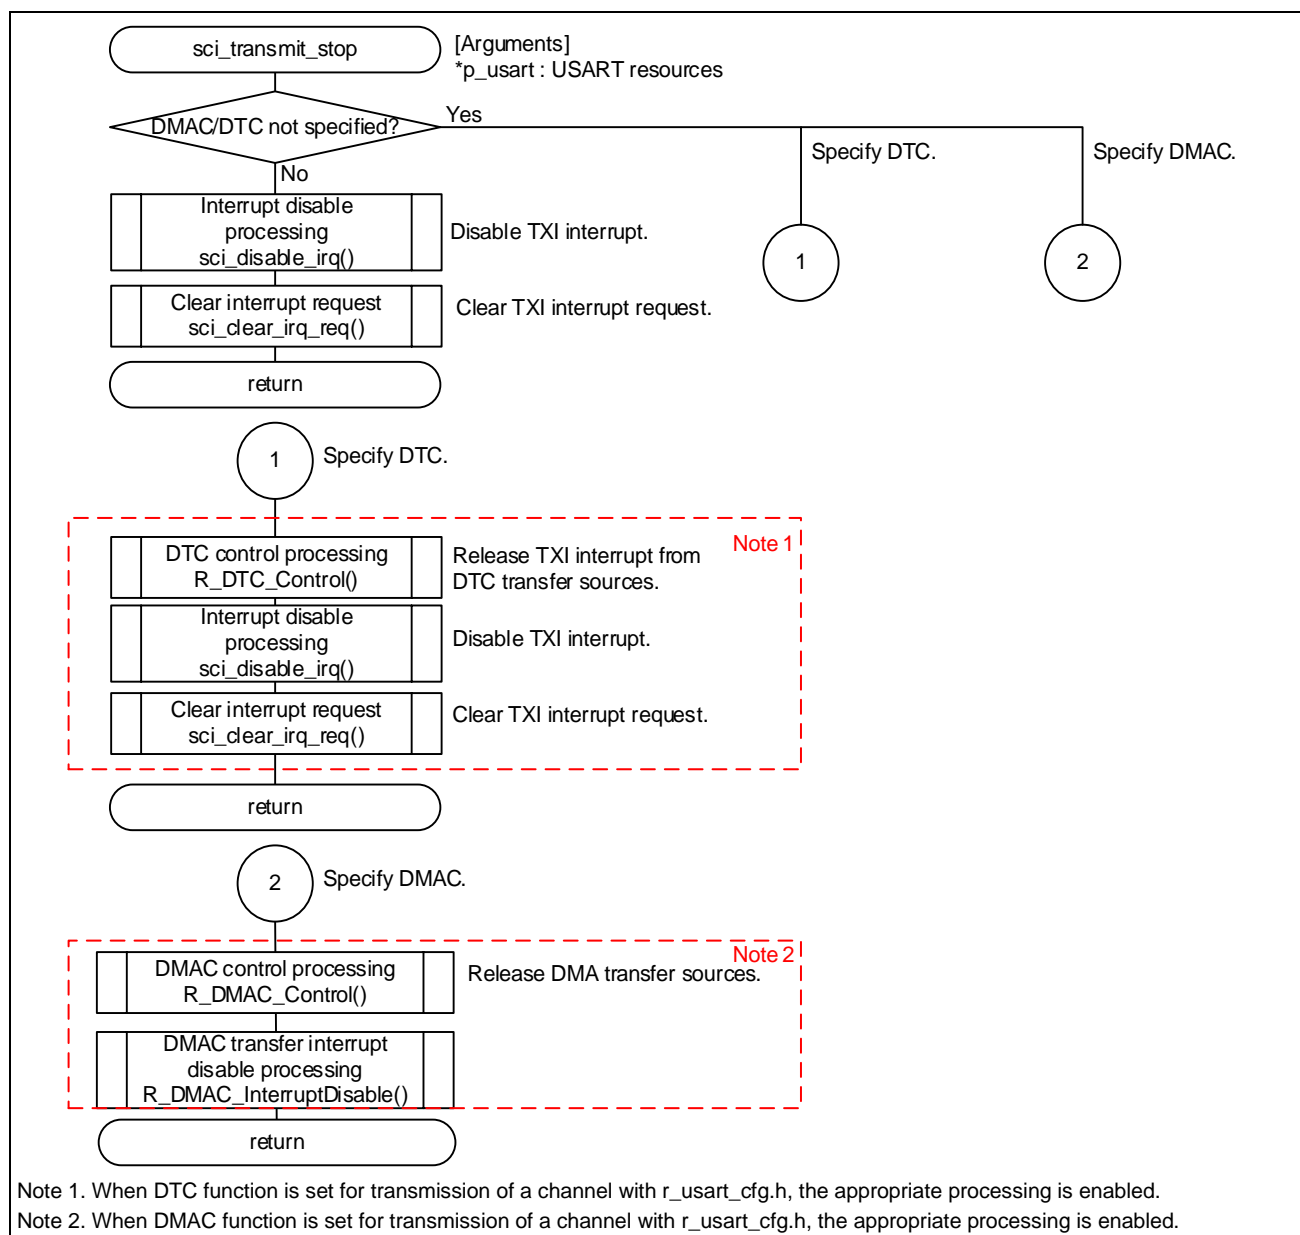 sci_transmit_stop
[Arguments]
*p_usart : USART resources
DMAC/DTC not specified?
Yes
No
Specify DTC.
Specify DMAC.
Interrupt disable
processing
sci_disable_irq()
Disable TXI interrupt.
1
2
Clear interrupt request
sci_clear_irq_req()
Clear TXI interrupt request.
return
1
Specify DTC.
Note 1
DTC control processing
R_DTC_Control()
Release TXI interrupt from
DTC transfer sources.
Interrupt disable
processing
sci_disable_irq()
Disable TXI interrupt.
Clear interrupt request
sci_clear_irq_req()
Clear TXI interrupt request.
return
2
Specify DMAC.
Note 2
DMAC control processing
R_DMAC_Control()
Release DMA transfer sources.
DMAC transfer interrupt
disable processing
R_DMAC_InterruptDisable()
return
Note 1. When DTC function is set for transmission of a channel with r_usart_cfg.h, the appropriate processing is enabled.
Note 2. When DMAC function is set for transmission of a channel with r_usart_cfg.h, the appropriate processing is enabled.